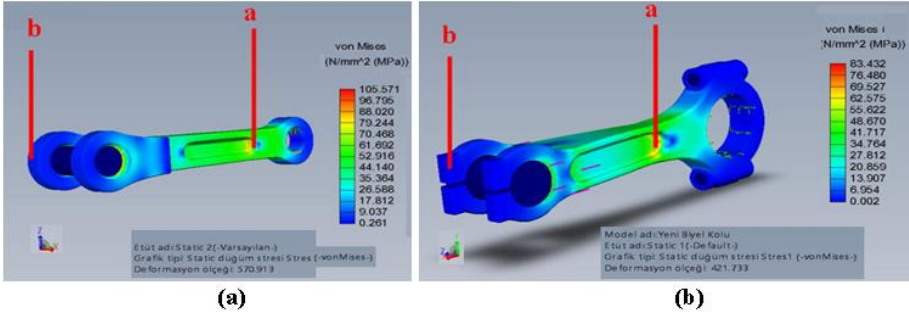 b
a
von Mises
(N/mm^2 (MPa))
105.571
96.795
88.020
79.244
70.468
61.692
52.916
44.140
35.364
26.588
17.812
9.037
0.261
Etüt adı:Static 2(-Varsayılan-)
Grafik tipi: Static düğüm stresi Stres (-vonMises-)
Deformasyon ölçeği: 570.913
(a)
b
a
von Mises
(N/mm^2 (MPa))
83.432
76.480
69.527
62.575
55.622
48.670
41.717
34.764
27.812
20.859
13.907
6.954
0.002
Model adı:Yeni Biyel Kolu
Etüt adı:Static 1(-Default-)
Grafik tipi: Static düğüm stresi Stres1 (-vonMises-)
Deformasyon ölçeği: 421.733
(b)